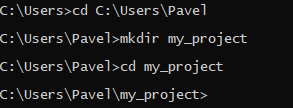 C:\Users>cd C:\Users\Pavel
C:\Users\Pavel>mkdir my_project
C:\Users\Pavel>cd my_project
C:\Users\Pavel\my_project>